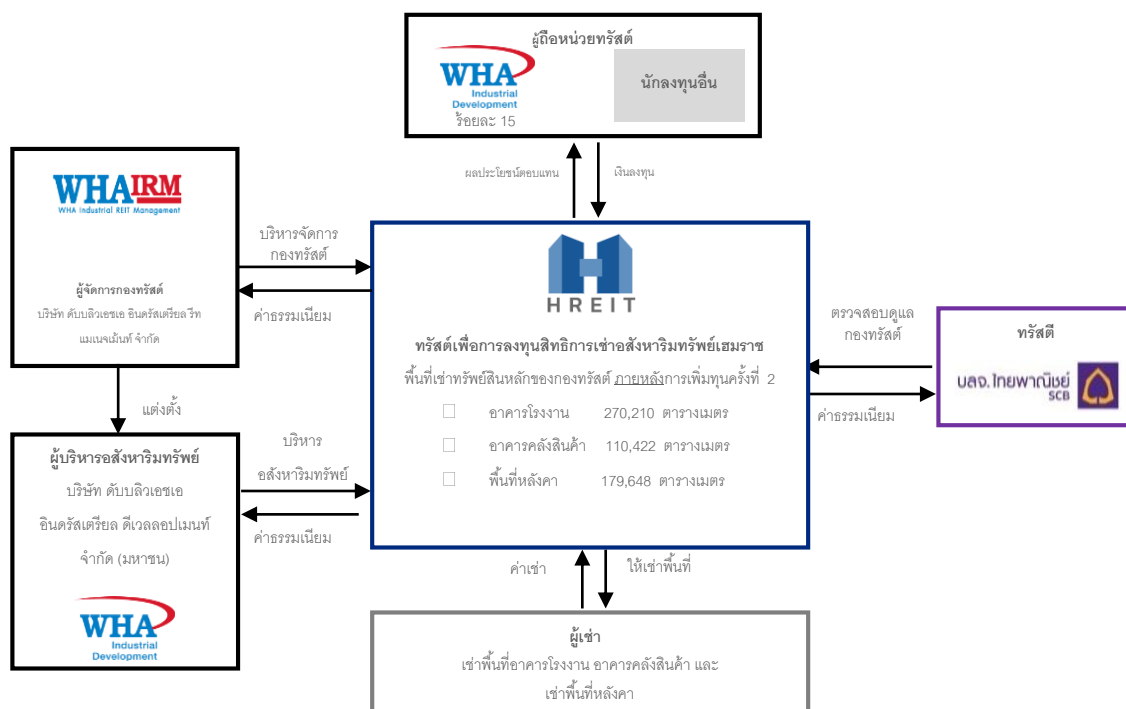 ผู้ถือหน่วยทรัสต์
WHA
Industrial
Development
ร้อยละ 15
นักลงทุนอื่น
ผลประโยชน์ตอบแทน
เงินลงทุน
WHAIRM
WHA Industrial REIT Management
ผู้จัดการกองทรัสต์
บริษัท ดับบลิวเอชเอ อินดรัสเตรียล รีท
แมเนจเม้นท์ จำกัด
บริหารจัดการ
กองทรัสต์
ค่าธรรมเนียม
HREIT
ทรัสต์เพื่อการลงทุนสิทธิการเช่าอสังหาริมทรัพย์เฮมราช
พื้นที่เช่าทรัพย์สินหลักของกองทรัสต์ ภายหลังการเพิ่มทุนครั้งที่ 2
อาคารโรงงาน 270,210 ตารางเมตร
อาคารคลังสินค้า 110,422 ตารางเมตร
พื้นที่หลังคา 179,648 ตารางเมตร
ตรวจสอบดูแล
กองทรัสต์
ค่าธรรมเนียม
ทรัสตี
บลจ.ไทยพาณิชย์
SCB
แต่งตั้ง
ผู้บริหารอสังหาริมทรัพย์
บริษัท ดับบลิวเอชเอ
อินดรัสเตรียล ดีเวลลอปเมนท์
จำกัด (มหาชน)
WHA
Industrial
Development
บริหาร
อสังหาริมทรัพย์
ค่าธรรมเนียม
ค่าเช่า
ให้เช่าพื้นที่
ผู้เช่า
เช่าพื้นที่อาคารโรงงาน อาคารคลังสินค้า และ
เช่าพื้นที่หลังคา